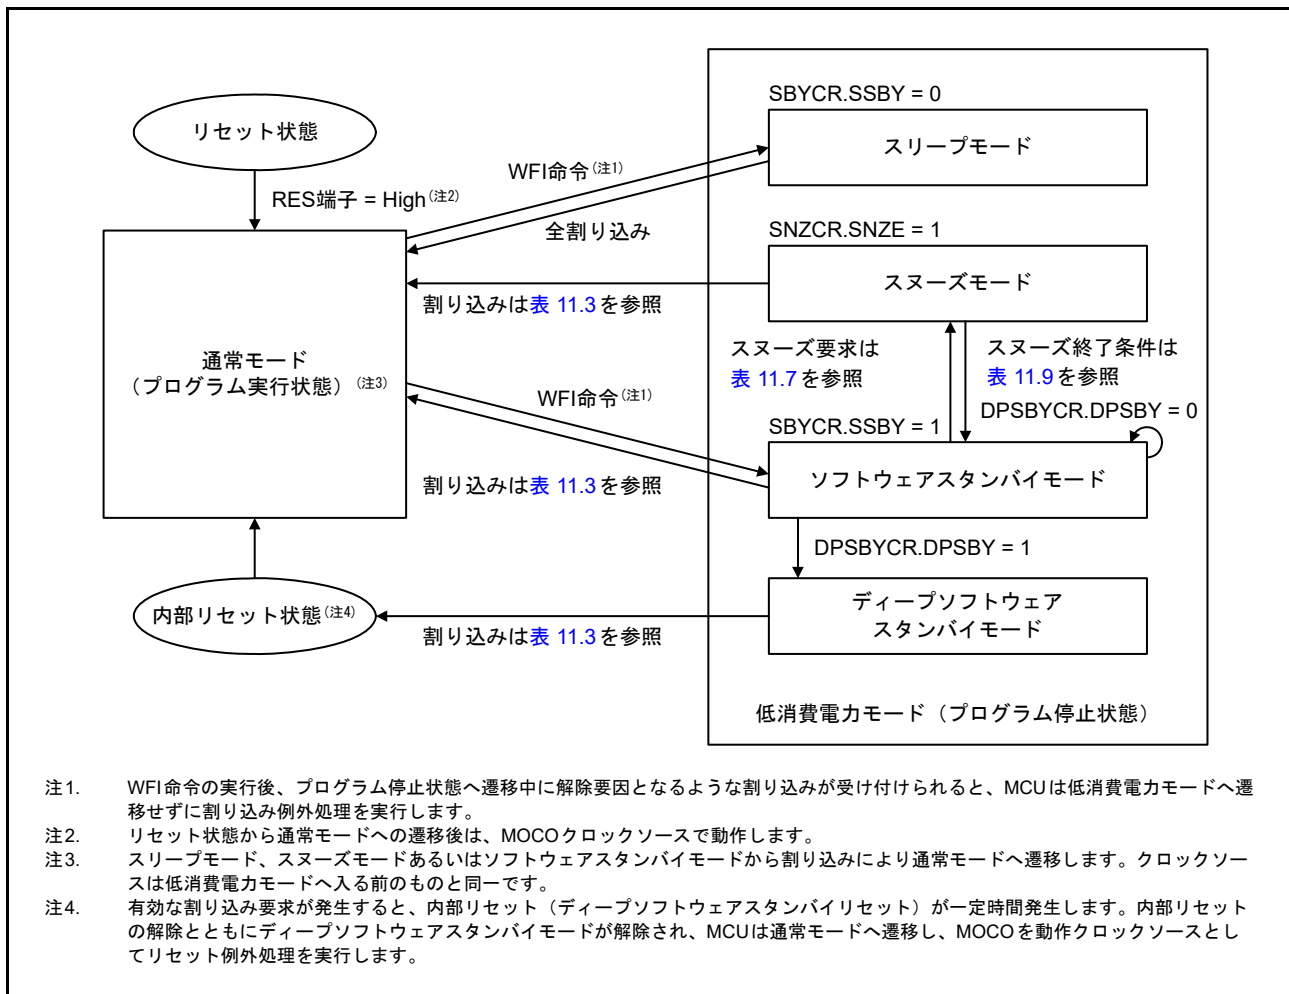 リセット状態
RES端子 = High(注2)
通常モード
(プログラム実行状態)(注3)
WFI命令(注1)
全割り込み
割り込みは表 11.3を参照
WFI命令(注1)
割り込みは表 11.3を参照
内部リセット状態(注4)
割り込みは表 11.3を参照
SBYCR.SSBY = 0
スリープモード
SNZCR.SNZE = 1
スヌーズモード
スヌーズ要求は
表 11.7を参照
スヌーズ終了条件は
表 11.9を参照
DPSBYCR.DPSBY = 0
SBYCR.SSBY = 1
ソフトウェアスタンバイモード
DPSBYCR.DPSBY = 1
ディープソフトウェア
スタンバイモード
低消費電力モード(プログラム停止状態)
注1. WFI命令の実行後、プログラム停止状態へ遷移中に解除要因となるような割り込みが受け付けられると、MCUは低消費電力モードへ遷
移せずに割り込み例外処理を実行します。
注2. リセット状態から通常モードへの遷移後は、MOCOクロックソースで動作します。
注3. スリープモード、スヌーズモードあるいはソフトウェアスタンバイモードから割り込みにより通常モードへ遷移します。クロックソー
スは低消費電力モードへ入る前のものと同一です。
注4. 有効な割り込み要求が発生すると、内部リセット(ディープソフトウェアスタンバイリセット)が一定時間発生します。内部リセット
の解除とともにディープソフトウェアスタンバイモードが解除され、MCUは通常モードへ遷移し、MOCOを動作クロックソースとし
てリセット例外処理を実行します。